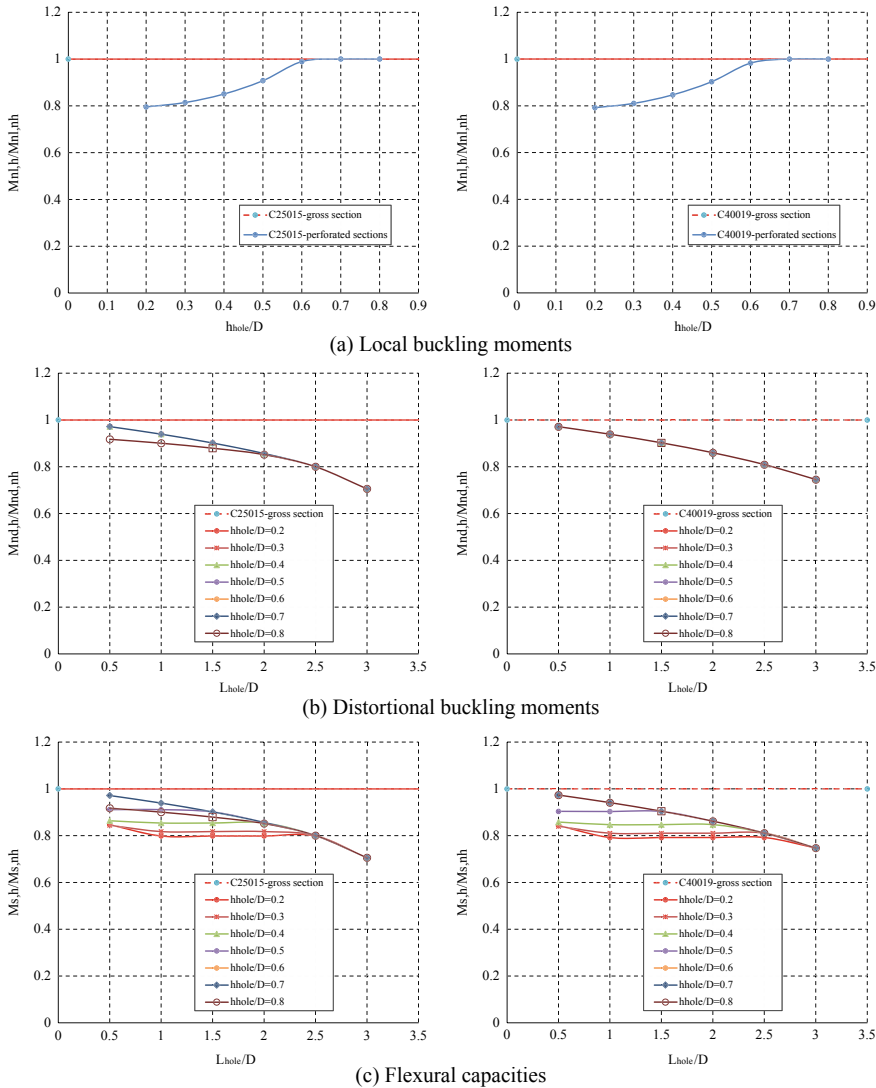 1.2
1
0.8
0.6
0.4
0.2
0
Mnl,h/Mnl,nh
0 0.1 0.2 0.3 0.4 0.5 0.6 0.7 0.8 0.9
hhole/D
C25015-gross section
C25015-perforated sections
1.2
1
0.8
0.6
0.4
0.2
0
Mnl,h/Mnl,nh
0 0.1 0.2 0.3 0.4 0.5 0.6 0.7 0.8 0.9
hhole/D
C40019-gross section
C40019-perforated sections
(a) Local buckling moments
1.2
1
0.8
0.6
0.4
0.2
0
Mnd,h/Mnd,nh
0 0.5 1 1.5 2 2.5 3 3.5
Lhole/D
C25015-gross section
hhole/D=0.2
hhole/D=0.3
hhole/D=0.4
hhole/D=0.5
hhole/D=0.6
hhole/D=0.7
hhole/D=0.8
1.2
1
0.8
0.6
0.4
0.2
0
Mnd,h/Mnd,nh
0 0.5 1 1.5 2 2.5 3 3.5
Lhole/D
C40019-gross section
hhole/D=0.2
hhole/D=0.3
hhole/D=0.4
hhole/D=0.5
hhole/D=0.6
hhole/D=0.7
hhole/D=0.8
(b) Distortional buckling moments
1.2
1
0.8
0.6
0.4
0.2
0
Ms,h/Ms,nh
0 0.5 1 1.5 2 2.5 3 3.5
Lhole/D
C25015-gross section
hhole/D=0.2
hhole/D=0.3
hhole/D=0.4
hhole/D=0.5
hhole/D=0.6
hhole/D=0.7
hhole/D=0.8
1.2
1
0.8
0.6
0.4
0.2
0
Ms,h/Ms,nh
0 0.5 1 1.5 2 2.5 3 3.5
Lhole/D
C40019-gross section
hhole/D=0.2
hhole/D=0.3
hhole/D=0.4
hhole/D=0.5
hhole/D=0.6
hhole/D=0.7
hhole/D=0.8
(c) Flexural capacities